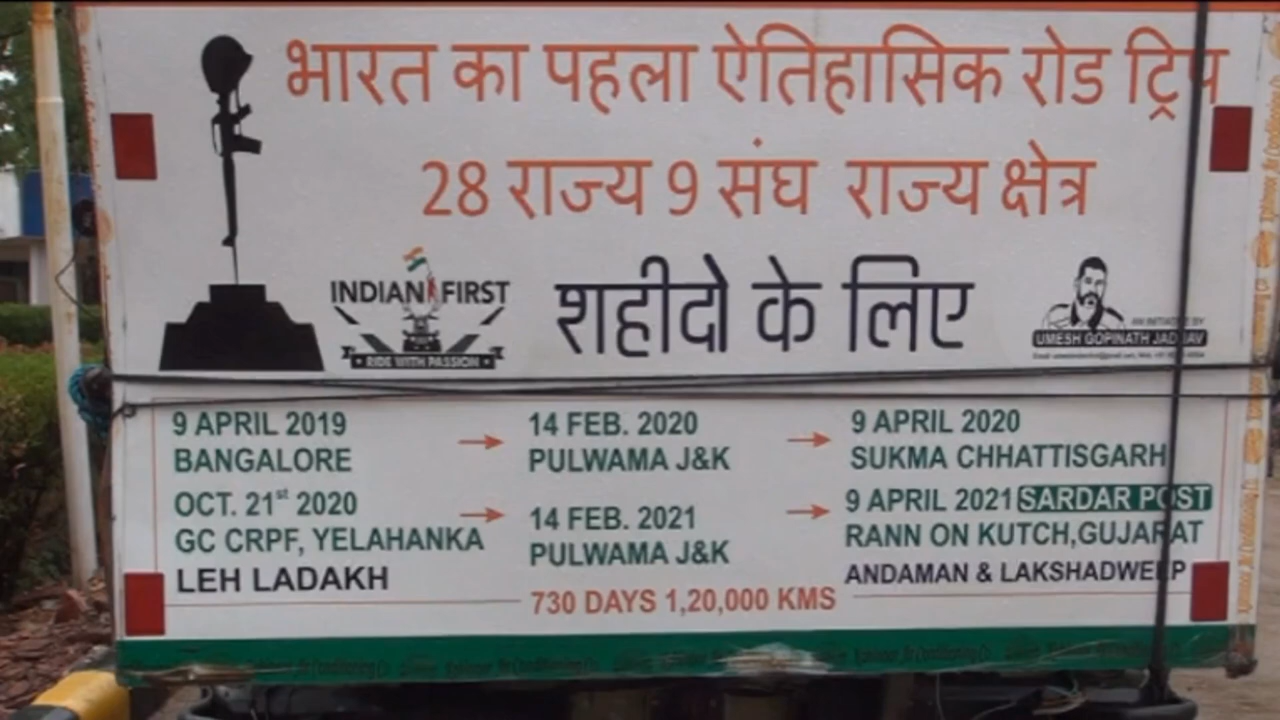 भारत का पहला ऐतिहासिक रोड ट्रिप
28 राज्य 9 संघ राज्य क्षेत्र
INDIAN FIRST
RIDE WITH PASSION
शहीदो के लिए
AN INITIATIVE BY
UMESH GOPINATH JADHAV
9 APRIL 2019
BANGALORE
14 FEB. 2020
PULWAMA J&K
9 APRIL 2020
SUKMA CHHATTISGARH
OCT. 21st 2020
GC CRPF, YELAHANKA
14 FEB. 2021
PULWAMA J&K
9 APRIL 2021 SARDAR POST
RANN ON KUTCH,GUJARAT
LEH LADAKH
730 DAYS 1,20,000 KMS
ANDAMAN & LAKSHADWEEP